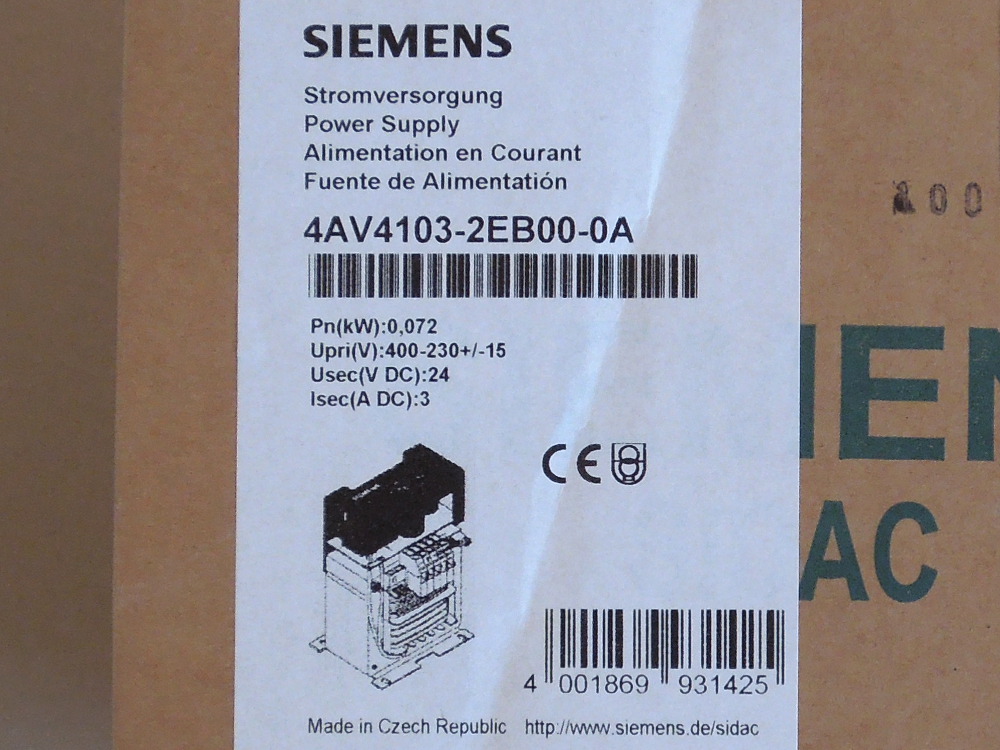 SIEMENS
Stromversorgung
Power Supply
Alimentation en Courant
Fuente de Alimentatión
4AV4103-2EB00-0A
Pn(kW):0,072
Upri(V):400-230+/-15
Usec(V DC):24
Isec(A DC):3
CE
4 001869 931425
Made in Czech Republic http://www.siemens.de/sidac
IEN
AC